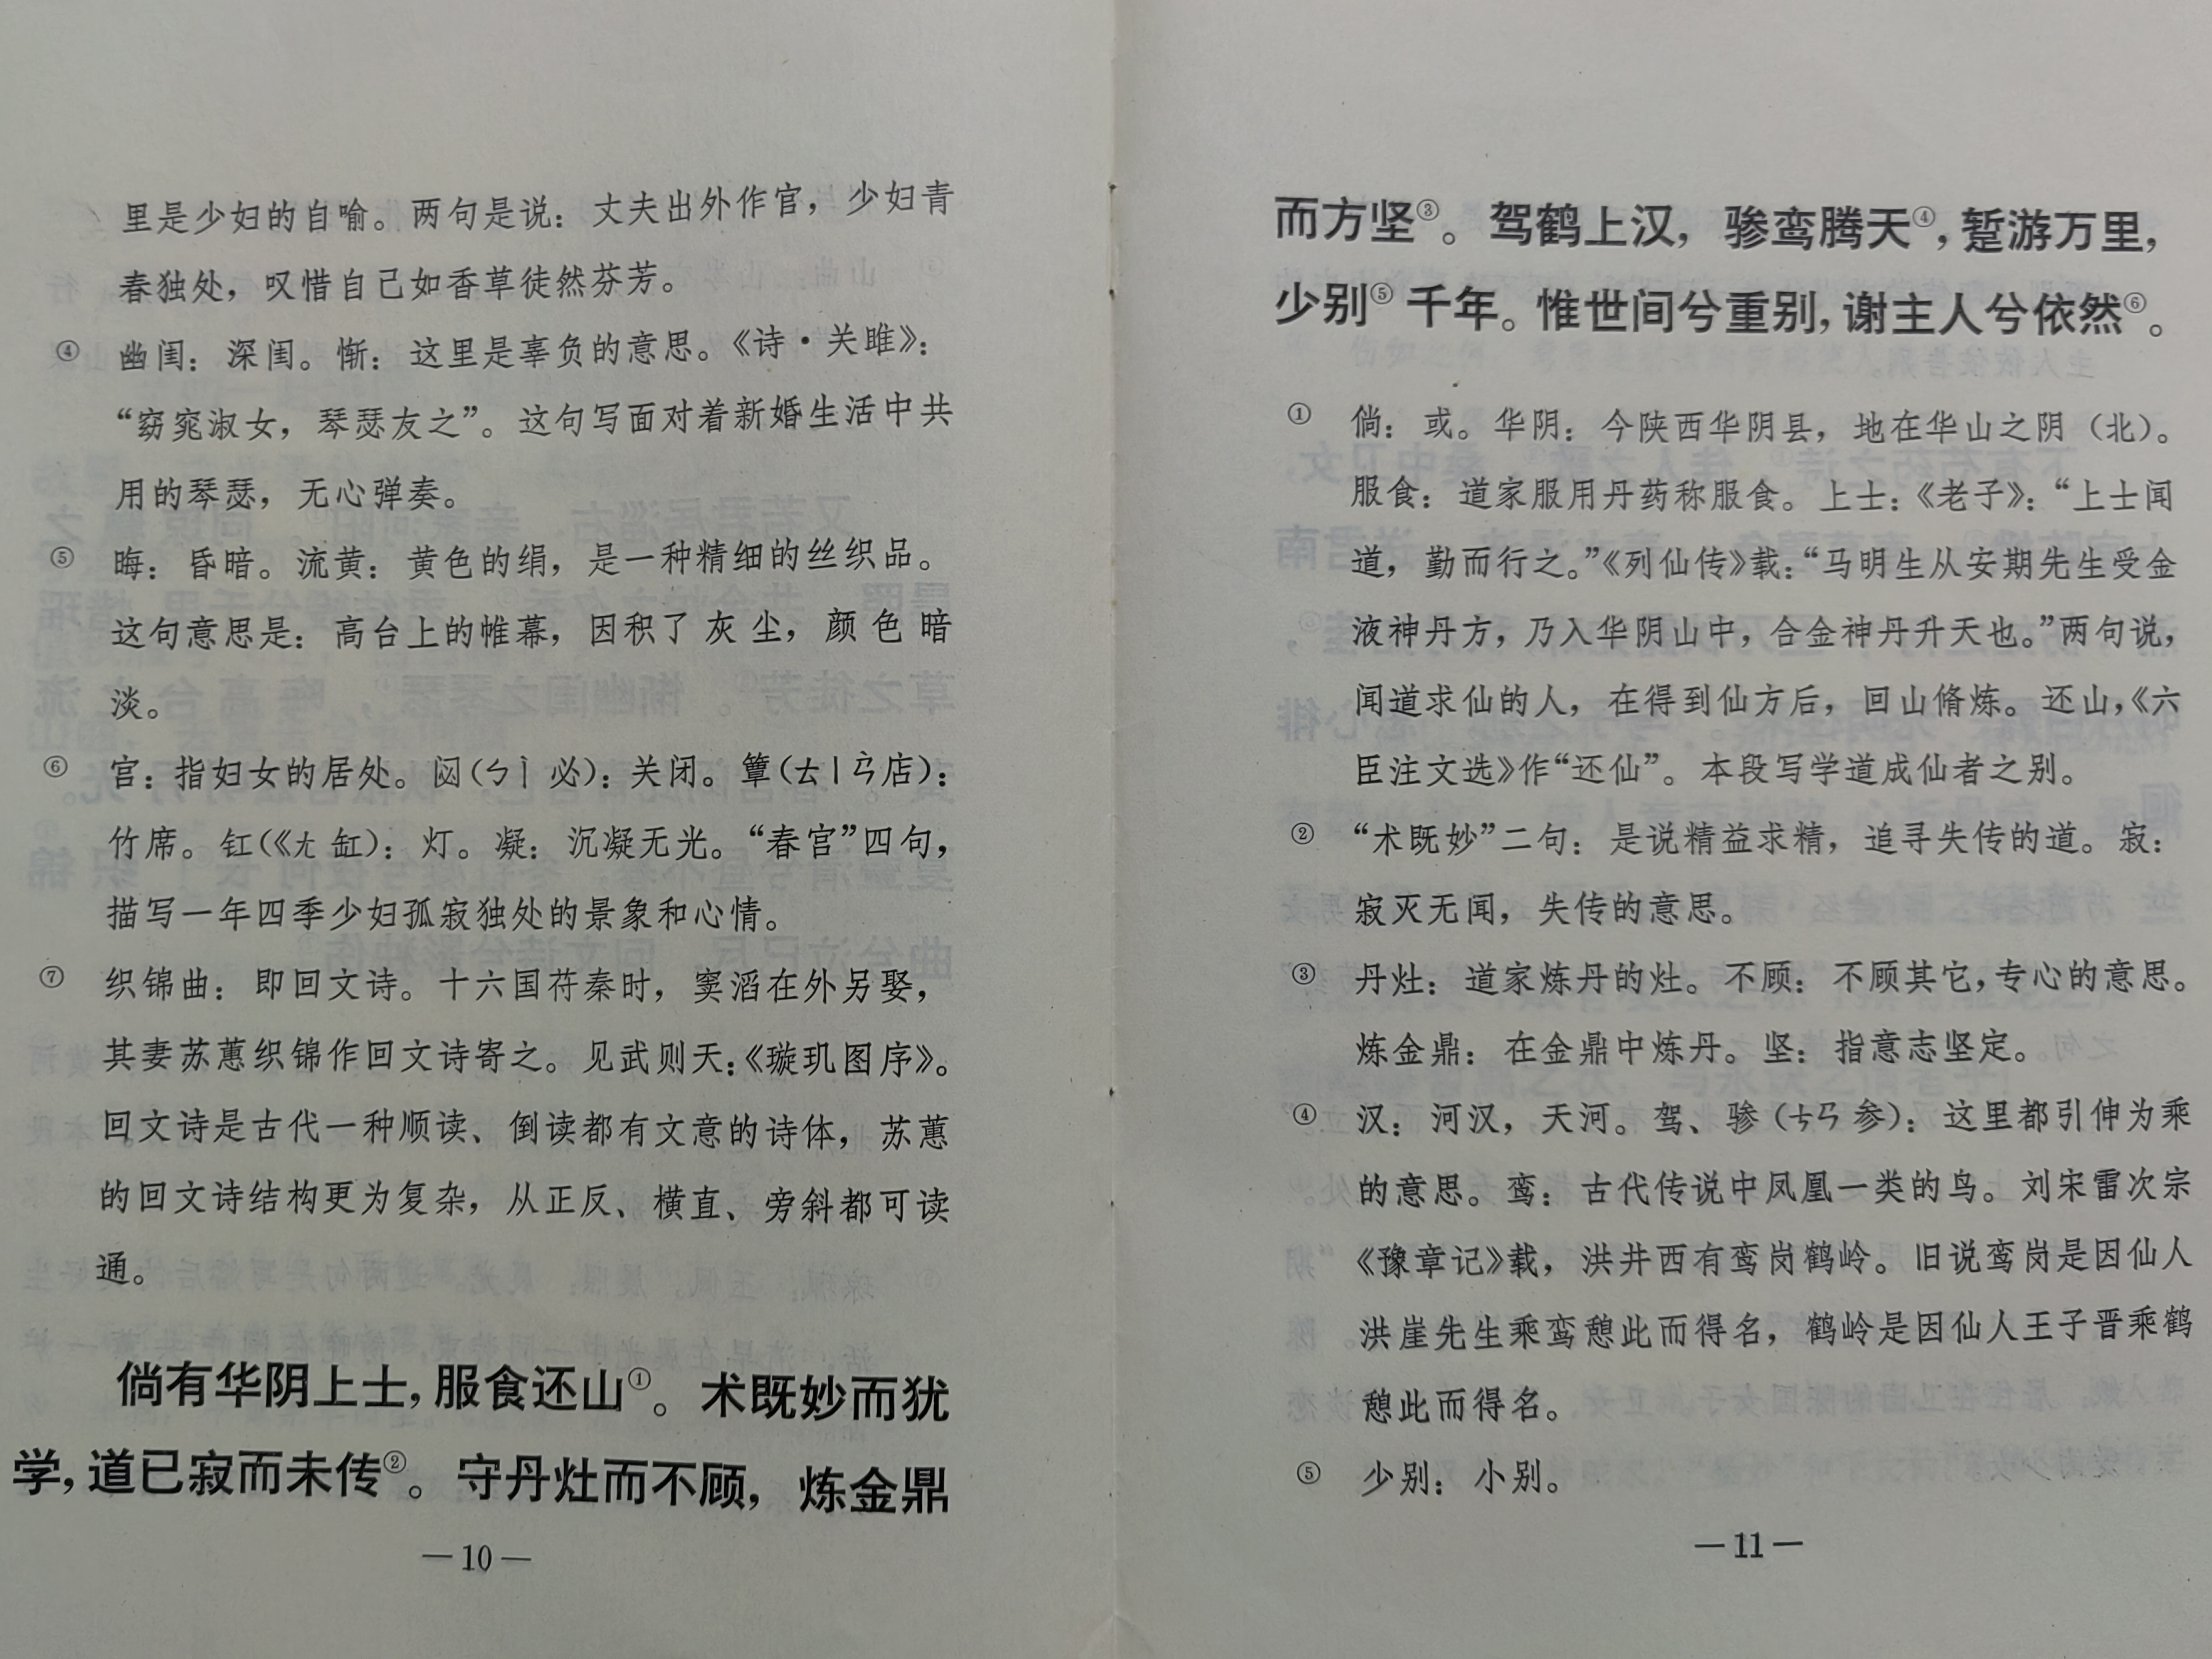 里是少妇的自喻。两句是说：丈夫出外作官，少妇青
春独处，叹惜自己如香草徒然芬芳。
④ 幽闺：深闺。惭：这里是辜负的意思。《诗·关雎》：
“窈窕淑女，琴瑟友之”。这句写面对着新婚生活中共
用的琴瑟，无心弹奏。
⑤ 晦：昏暗。流黄：黄色的绢，是一种精细的丝织品。
这句意思是：高台上的帷幕，因积了灰尘，颜色暗
淡。
⑥ 宫：指妇女的居处。闷（ㄅㄧˋ必）：关闭。簟（ㄊㄧㄢ店）：
竹席。釭（ㄍㄤ缸）：灯。凝：沉凝无光。“春宫”四句，
描写一年四季少妇孤寂独处的景象和心情。
⑦ 织锦曲：即回文诗。十六国苻秦时，窦滔在外另娶，
其妻苏蕙织锦作回文诗寄之。见武则天：《璇玑图序》。
回文诗是古代一种顺读、倒读都有文意的诗体，苏蕙
的回文诗结构更为复杂，从正反、横直、旁斜都可读
通。
倘有华阴上士，服食还山①。术既妙而犹
学，道已寂而未传②。守丹灶而不顾，炼金鼎
—10—
而方坚③。驾鹤上汉，骖鸾腾天④，蹔游万里，
少别⑤千年。惟世间兮重别，谢主人兮依然⑥。
① 倘：或。华阴：今陕西华阴县，地在华山之阴（北）。
服食：道家服用丹药称服食。上士：《老子》：“上士闻
道，勤而行之。”《列仙传》载：“马明生从安期先生受金
液神丹方，乃入华阴山中，合金神丹升天也。”两句说，
闻道求仙的人，在得到仙方后，回山脩炼。还山，《六
臣注文选》作“还仙”。本段写学道成仙者之别。
② “术既妙”二句：是说精益求精，追寻失传的道。寂：
寂灭无闻，失传的意思。
③ 丹灶：道家炼丹的灶。不顾：不顾其它，专心的意思。
炼金鼎：在金鼎中炼丹。坚：指意志坚定。
④ 汉：河汉，天河。驾、骖（ㄘㄢ参）：这里都引伸为乘
的意思。鸾：古代传说中凤凰一类的鸟。刘宋雷次宗
《豫章记》载，洪井西有鸾岗鹤岭。旧说鸾岗是因仙人
洪崖先生乘鸾憩此而得名，鹤岭是因仙人王子晋乘鹤
憩此而得名。
⑤ 少别：小别。
—11—